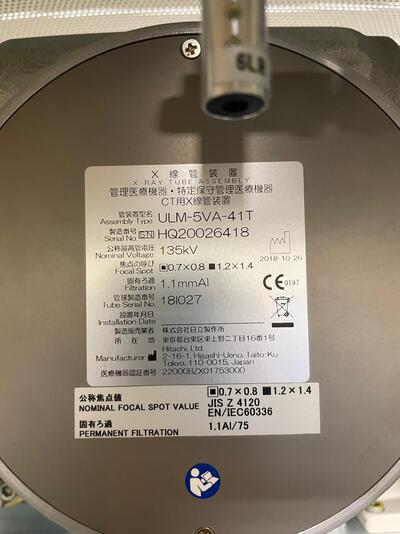 6LB
X 線 管 装 置
X-RAY TUBE ASSEMBLY
管理医療機器・特定保守管理医療機器
CT用X線管装置
管装置型名 ULM-5VA-41T
Assembly Type
製造番号 SN HQ20026418
Serial No.
公称最高管電圧 135kV
Nominal Voltage
2018-10-26
焦点の呼び 0.7×0.8 1.2×1.4
Focal Spot
固有ろ過 1.1mmAl
Filtration
CE 0197
管球製造番号 18I027
Tube Serial No.
設置年月日
Installation Date
製造販売業者 株式会社日立製作所
東京都台東区東上野二丁目16番1号
Manufacturer Hitachi, Ltd.
2-16-1, Higashi-Ueno, Taito-Ku
Tokyo, 110-0015, Japan
医療機器認証番号 22000BZX01753000
公称焦点値 0.7 × 0.8 1.2 × 1.4
NOMINAL FOCAL SPOT VALUE JIS Z 4120
EN/IEC60336
固有ろ過
PERMANENT FILTRATION 1.1Al/75